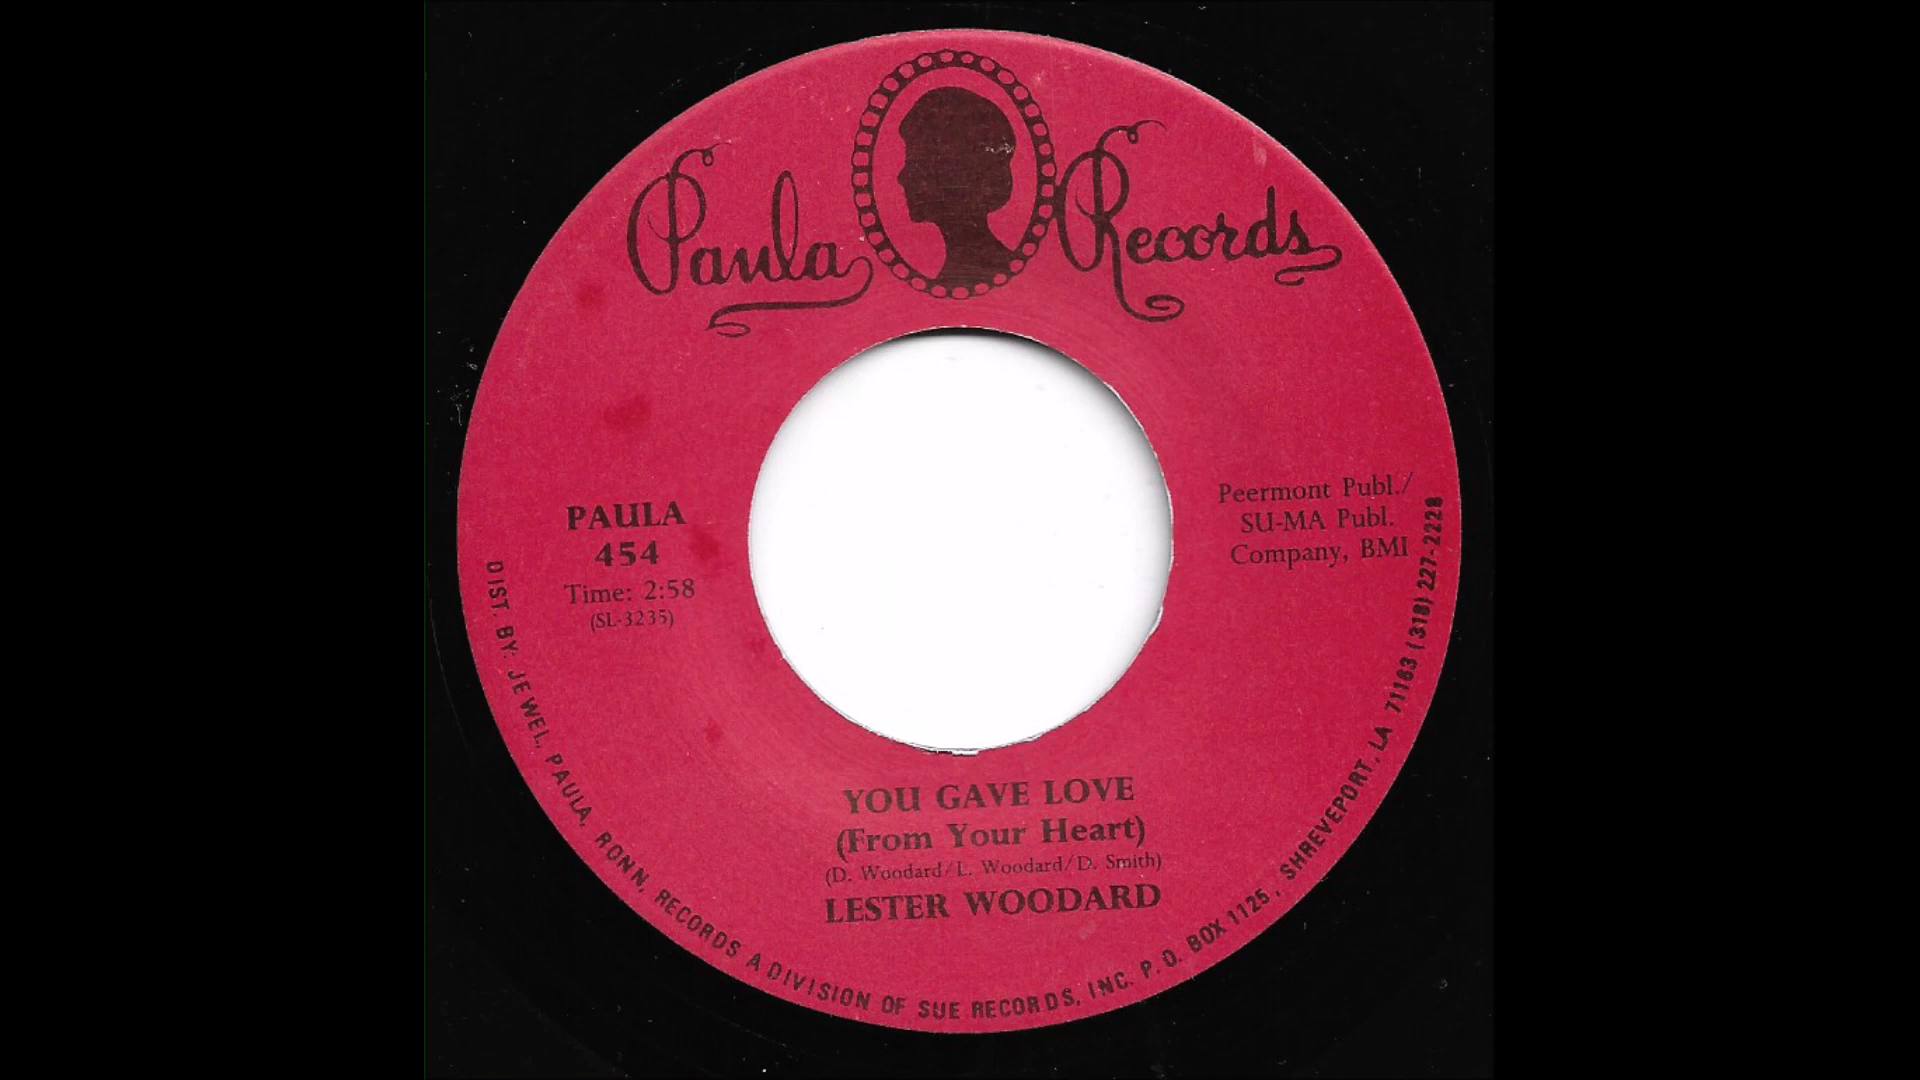 Paula Records
PAULA
454
Time: 2:58
(SL-3235)
Peermont Publ./
SU-MA Publ.
Company, BMI
YOU GAVE LOVE
(From Your Heart)
(D. Woodard/L. Woodard/D. Smith)
LESTER WOODARD
DIST. BY: JEWEL, PAULA, RONN, RECORDS A DIVISION OF SUE RECORDS, INC. P. O. BOX 1125, SHREVEPORT, LA 71163 (318) 227-2228